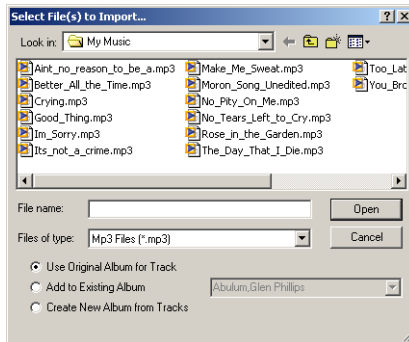 Select File(s) to Import...
Look in: My Music
Aint_no_reason_to_be_a.mp3 Make_Me_Sweat.mp3 Too_Lat
Better_All_the_Time.mp3 Moron_Song_Unedited.mp3 You_Bro
Crying.mp3 No_Pity_On_Me.mp3
Good_Thing.mp3 No_Tears_Left_to_Cry.mp3
Im_Sorry.mp3 Rose_in_the_Garden.mp3
Its_not_a_crime.mp3 The_Day_That_I_Die.mp3
File name: Open
Files of type: Mp3 Files (*.mp3) Cancel
Use Original Album for Track
Add to Existing Album Abulum,Glen Phillips
Create New Album from Tracks